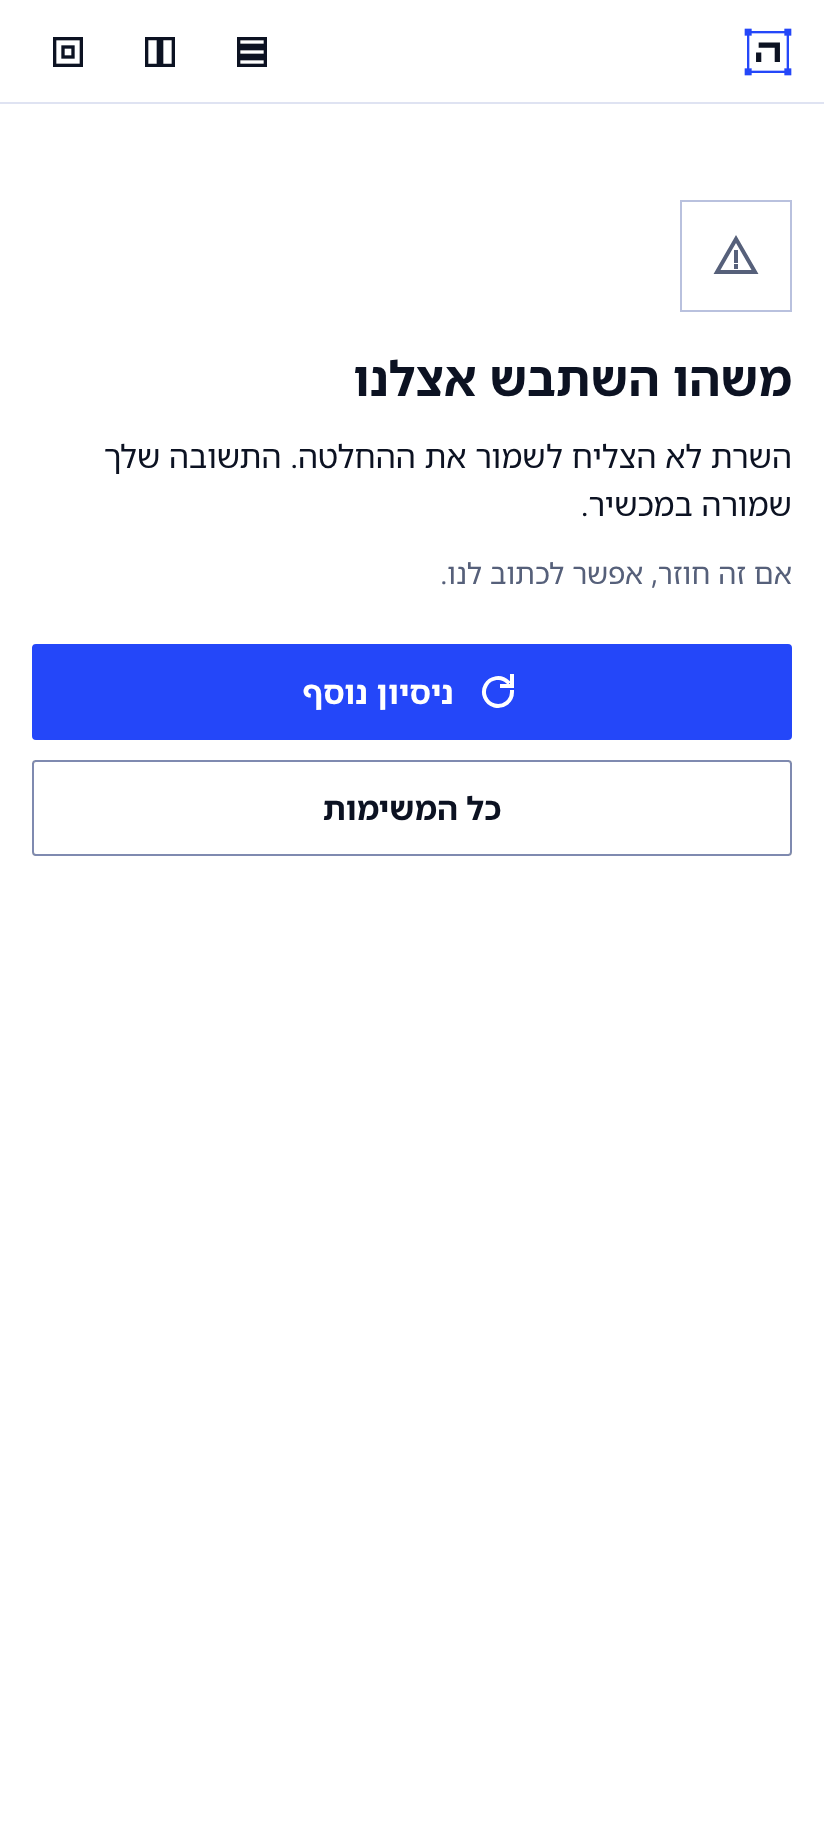 ה
משהו השתבש אצלנו
השרת לא הצליח לשמור את ההחלטה. התשובה שלך
שמורה במכשיר.
אם זה חוזר, אפשר לכתוב לנו.
ניסיון נוסף
כל המשימות